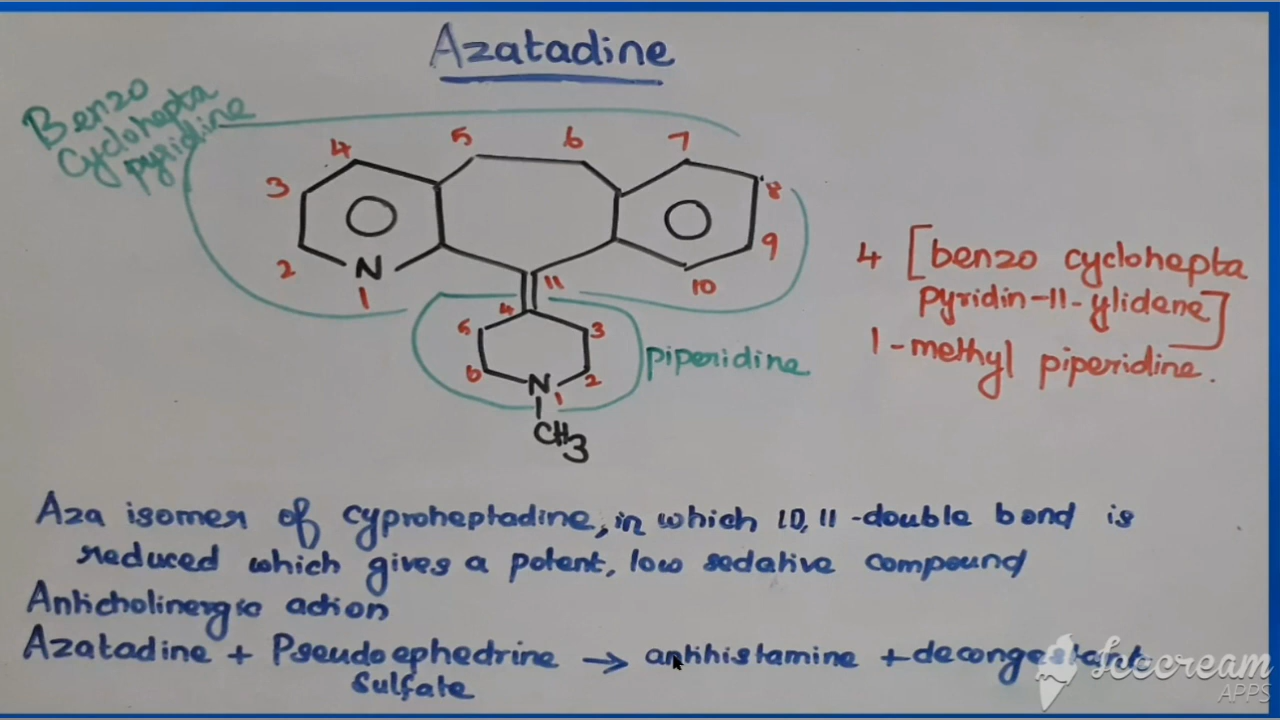 Azatadine
Benzo
Cyclohepta
pyridine
5
6
7
4
3
8
2
N
1
9
10
11
4 [benzo cyclohepta
pyridin-11-ylidene]
1-methyl piperidine.
4
5
3
6
N
1
2
piperidine
CH3
Aza isomer of cyproheptadine, in which 10, 11 -double bond is
reduced which gives a potent, low sedative compound
Anticholinergic action
Azatadine + Pseudoephedrine → antihistamine + decongestant
Sulfate
Icecream
APPS